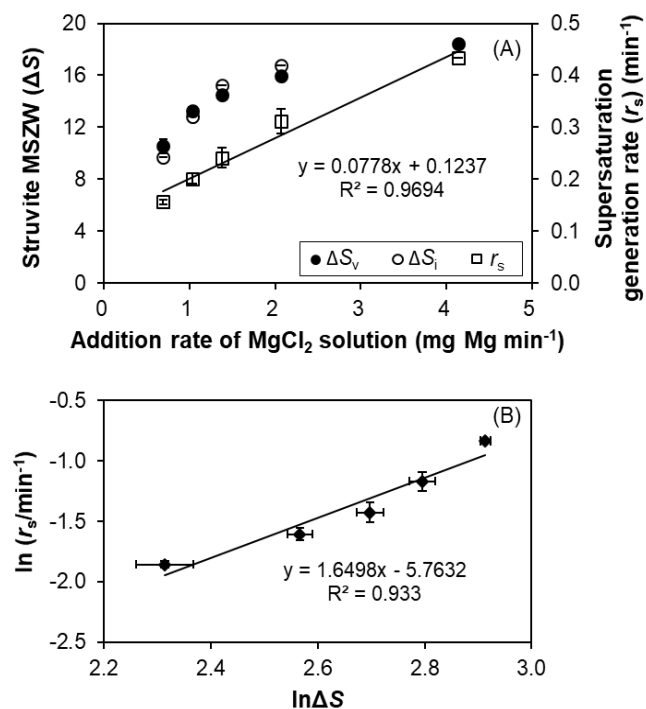 (A)
20
16
12
8
4
0
Struvite MSZW (ΔS)
0.5
0.4
0.3
0.2
0.1
0.0
Supersaturation
generation rate (rₛ) (min⁻¹)
y = 0.0778x + 0.1237
R² = 0.9694
ΔSᵥ ΔSᵢ rₛ
0 1 2 3 4 5
Addition rate of MgCl₂ solution (mg Mg min⁻¹)
(B)
-0.5
-1.0
-1.5
-2.0
-2.5
ln (rₛ/min⁻¹)
y = 1.6498x - 5.7632
R² = 0.933
2.2 2.4 2.6 2.8 3.0
lnΔS